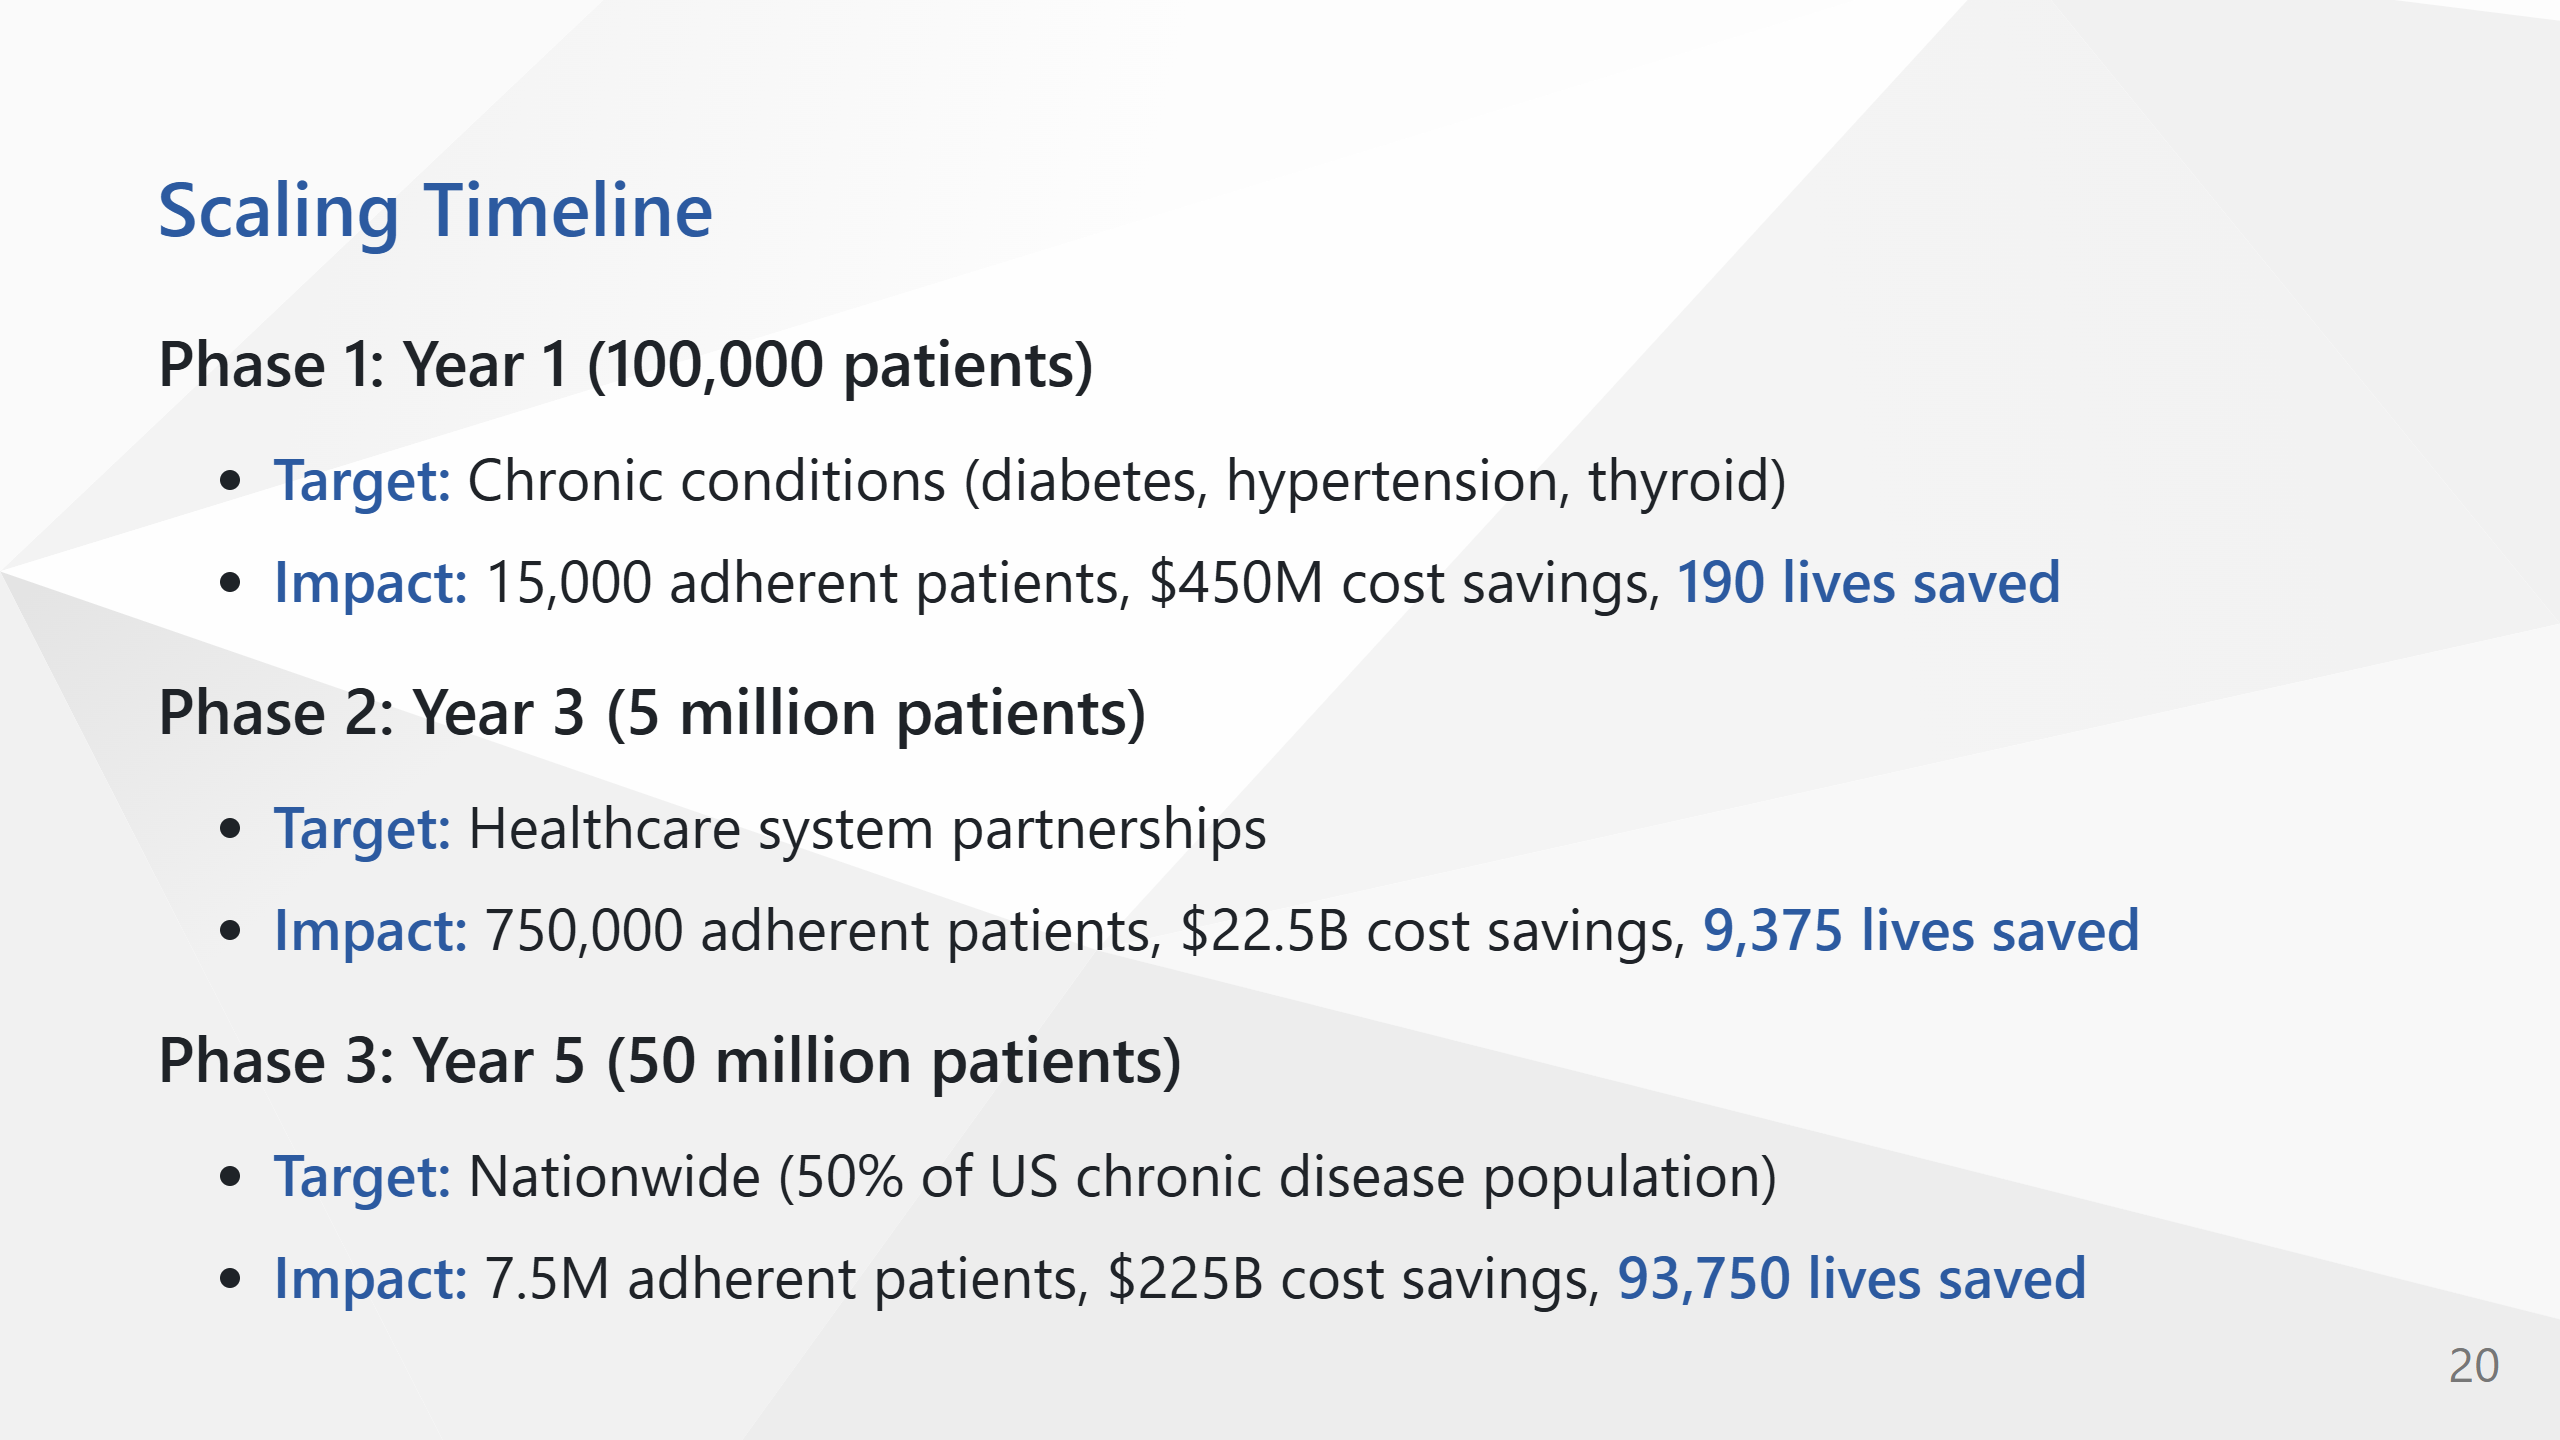 Scaling Timeline
Phase 1: Year 1 (100,000 patients)
• Target: Chronic conditions (diabetes, hypertension, thyroid)
• Impact: 15,000 adherent patients, $450M cost savings, 190 lives saved
Phase 2: Year 3 (5 million patients)
• Target: Healthcare system partnerships
• Impact: 750,000 adherent patients, $22.5B cost savings, 9,375 lives saved
Phase 3: Year 5 (50 million patients)
• Target: Nationwide (50% of US chronic disease population)
• Impact: 7.5M adherent patients, $225B cost savings, 93,750 lives saved
20